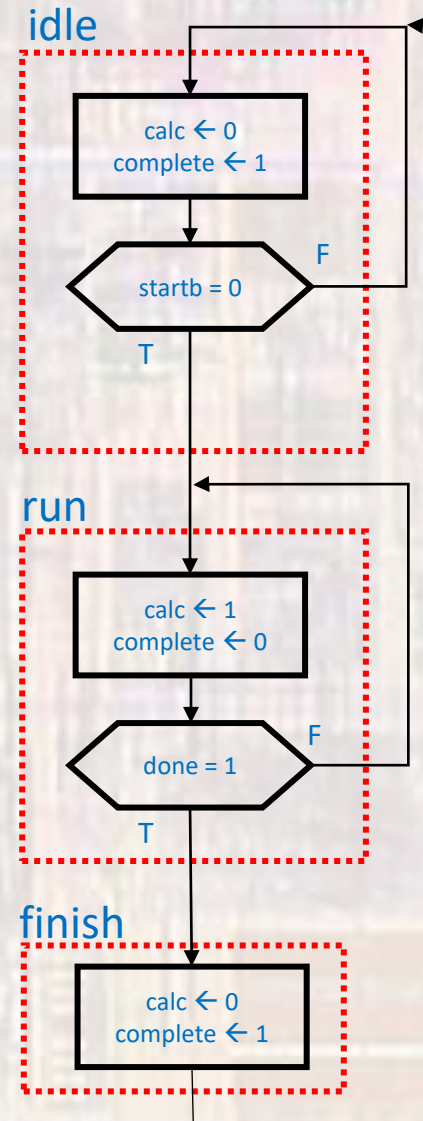 idle
calc ← 0
complete ← 1
F
startb = 0
T
run
calc ← 1
complete ← 0
F
done = 1
T
finish
calc ← 0
complete ← 1